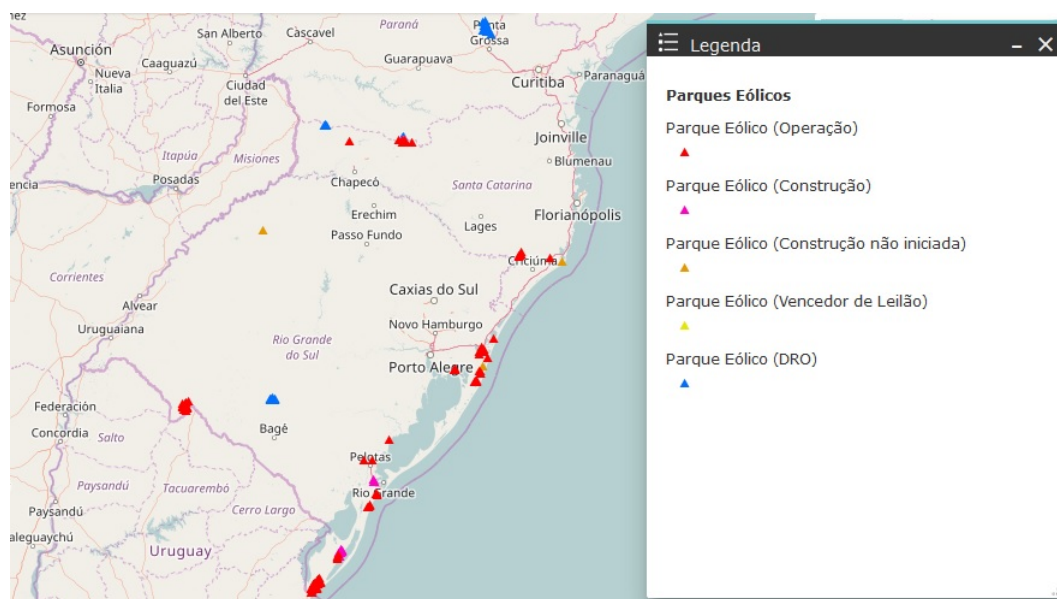 nez
San Alberto
Cascavel
Paraná
Ponta
Grossa
Asunción
Caaguazú
Guarapuava
Nueva
Italia
Ciudad
del Este
Curitiba
Paranaguá
Formosa
Joinville
Blumenau
Itapúa
Misiones
Posadas
Chapecó
Santa Catarina
encia
Erechim
Florianópolis
Passo Fundo
Lages
Corrientes
Criciúma
Alvear
Caxias do Sul
Uruguaiana
Novo Hamburgo
Rio Grande
do Sul
Porto Alegre
Federación
Concordia
Salto
Bagé
Pelotas
Paysandú
Tacuarembó
Rio Grande
Paysandú
Cerro Largo
aleguaychú
Uruguay
Legenda
Parques Eólicos
Parque Eólico (Operação)
Parque Eólico (Construção)
Parque Eólico (Construção não iniciada)
Parque Eólico (Vencedor de Leilão)
Parque Eólico (DRO)